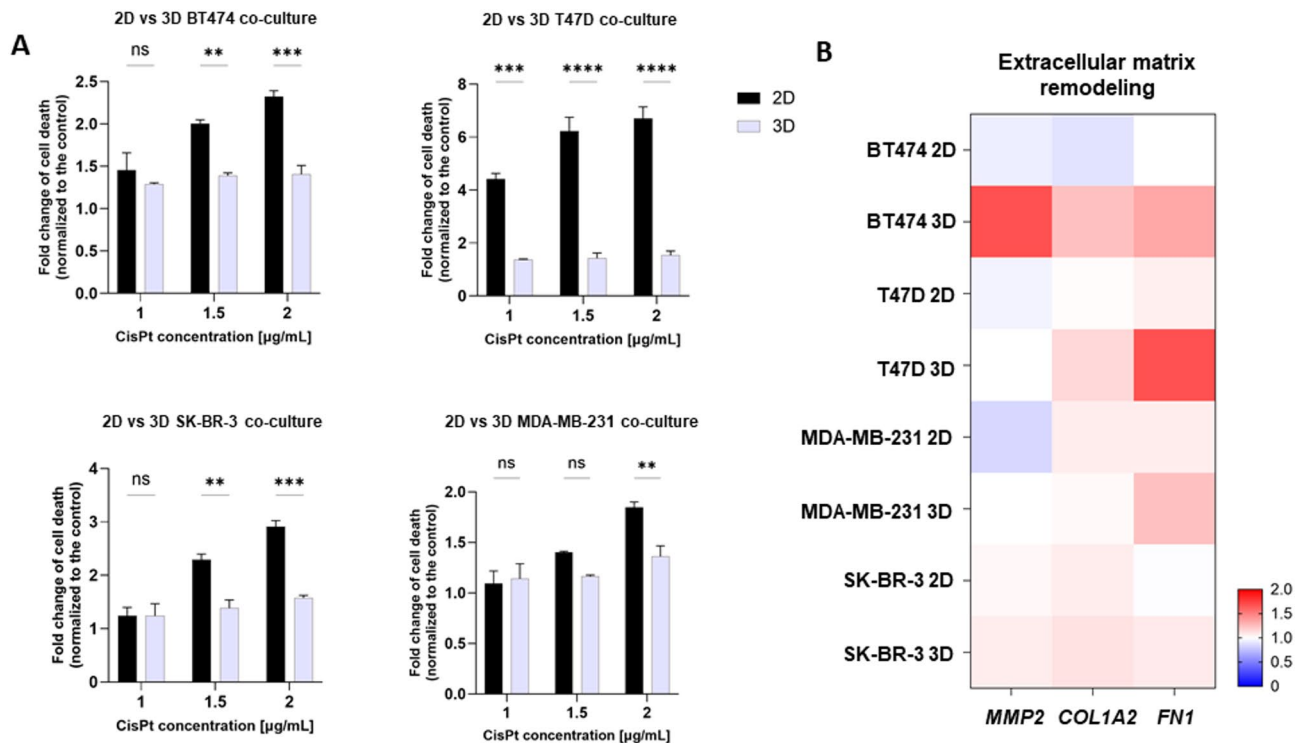 A
2D vs 3D BT474 co-culture
ns ** ***
Fold change of cell death
(normalized to the control)
2.5
2.0
1.5
1.0
0.5
0.0
1 1.5 2
CisPt concentration [µg/mL]
2D vs 3D T47D co-culture
*** **** ****
Fold change of cell death
(normalized to the control)
8
6
4
2
0
1 1.5 2
CisPt concentration [µg/mL]
2D
3D
2D vs 3D SK-BR-3 co-culture
ns ** ***
Fold change of cell death
(normalized to the control)
4
3
2
1
0
1 1.5 2
CisPt concentration [µg/mL]
2D vs 3D MDA-MB-231 co-culture
ns ns **
Fold change of cell death
(normalized to the control)
2.0
1.5
1.0
0.5
0.0
1 1.5 2
CisPt concentration [µg/mL]
B
Extracellular matrix
remodeling
BT474 2D
BT474 3D
T47D 2D
T47D 3D
MDA-MB-231 2D
MDA-MB-231 3D
SK-BR-3 2D
SK-BR-3 3D
MMP2 COL1A2 FN1
2.0
1.5
1.0
0.5
0